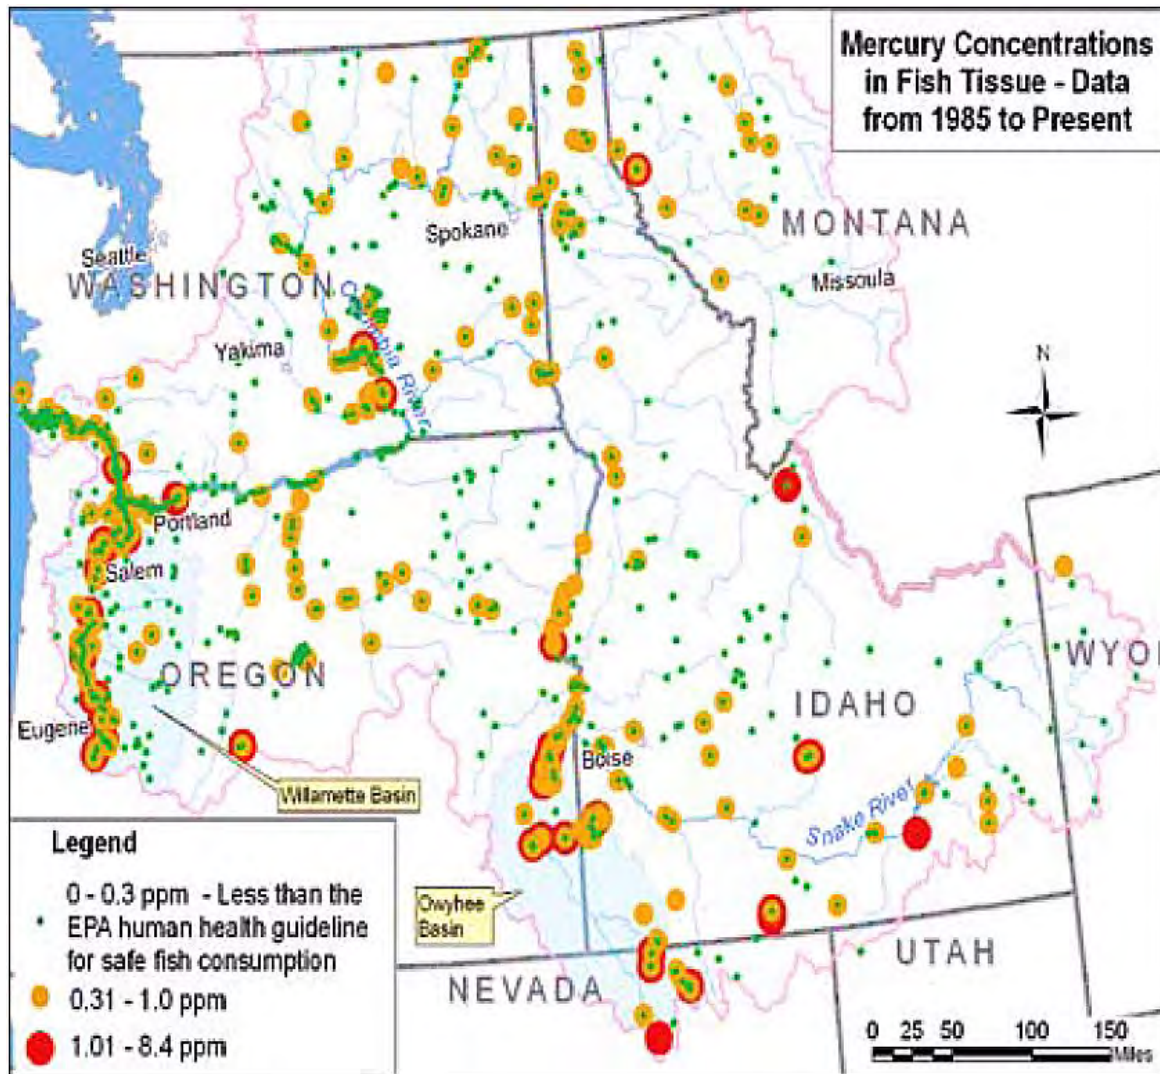 Mercury Concentrations
in Fish Tissue - Data
from 1985 to Present
MONTANA
Spokane
Seattle
WASHINGTON
Missoula
Columbia River
Yakima
N
Portland
Salem
OREGON
WYOI
IDAHO
Eugene
Boise
Willamette Basin
Snake River
Legend
0 - 0.3 ppm - Less than the
EPA human health guideline
for safe fish consumption
0.31 - 1.0 ppm
1.01 - 8.4 ppm
Owyhee
Basin
NEVADA
UTAH
0 25 50 100 150
Miles